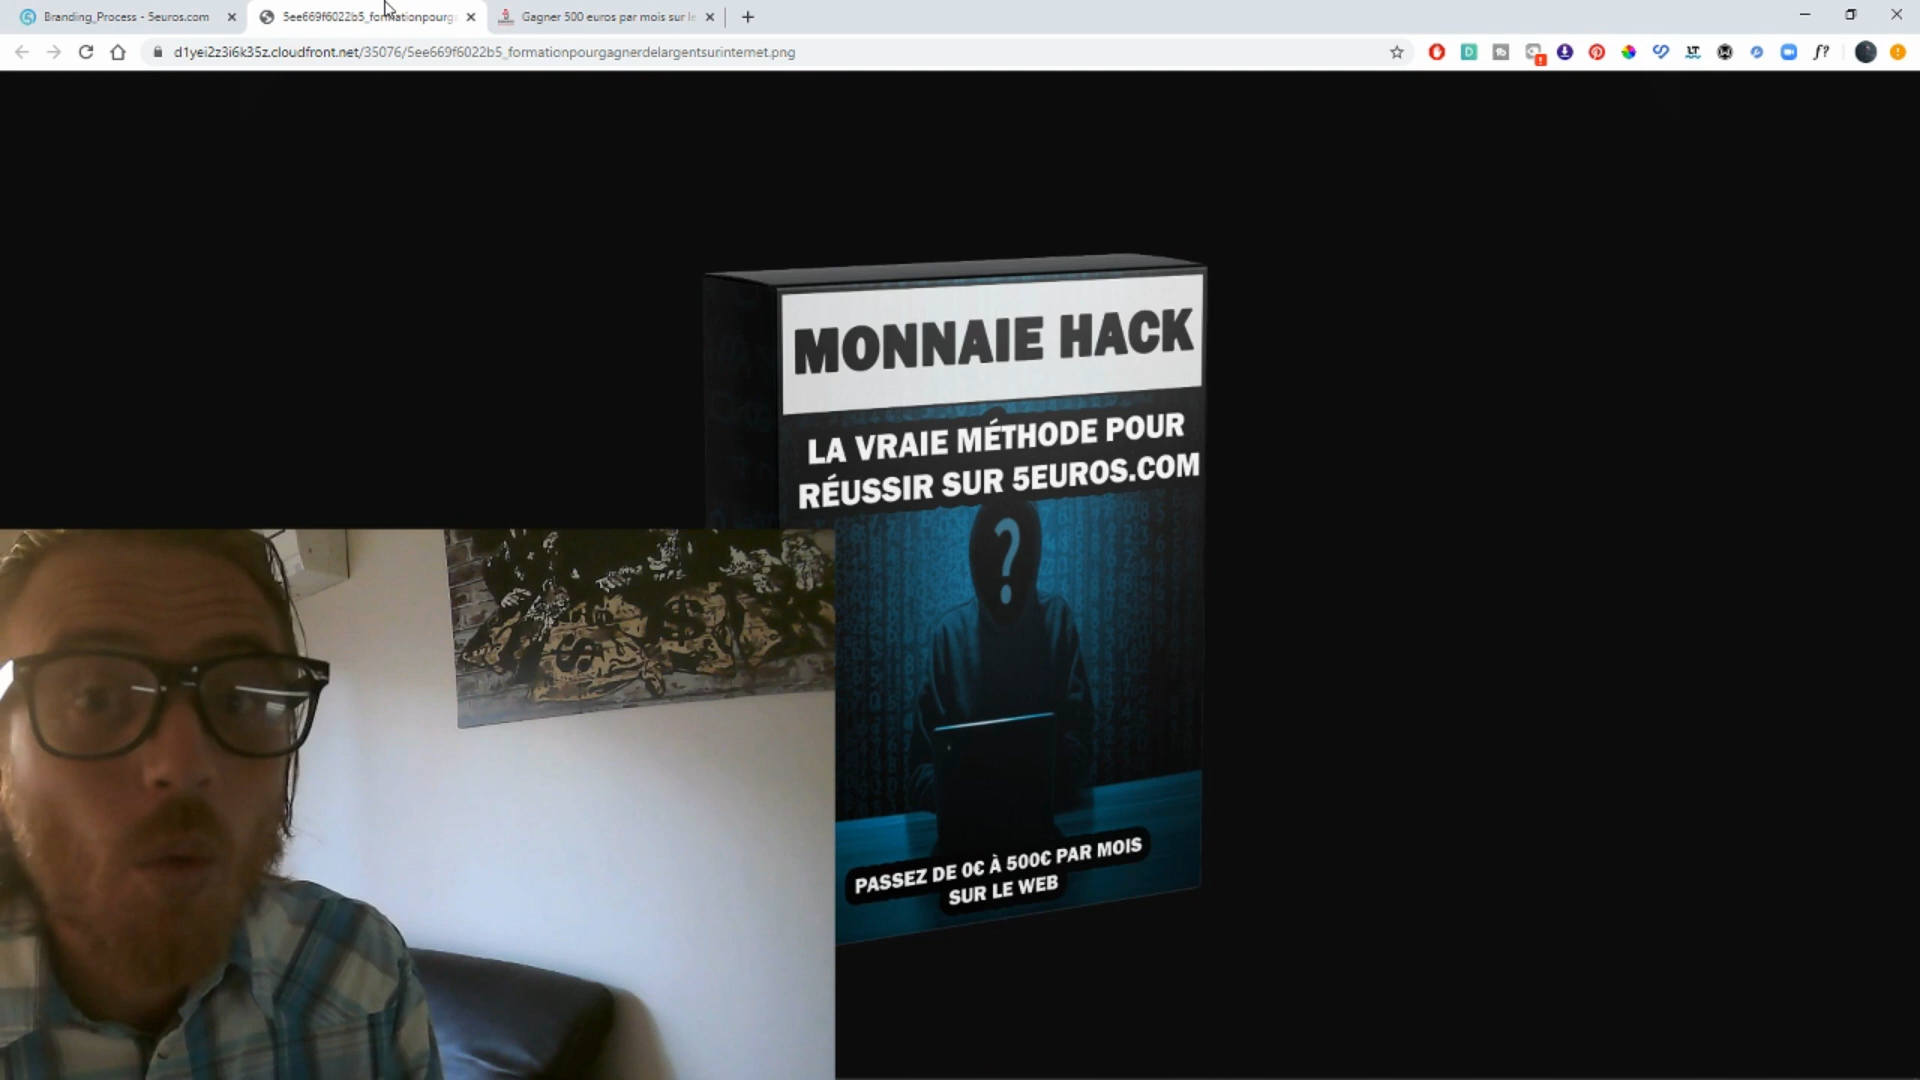 Branding_Process - 5euros.com
5ee669f6022b5_formationpourg
Gagner 500 euros par mois sur le
d1yei2z3i6k35z.cloudfront.net/35076/5ee669f6022b5_formationpourgagnerdelargentsurinternet.png
MONNAIE HACK
LA VRAIE MÉTHODE POUR
RÉUSSIR SUR 5EUROS.COM
?
PASSEZ DE 0€ À 500€ PAR MOIS
SUR LE WEB
$ $